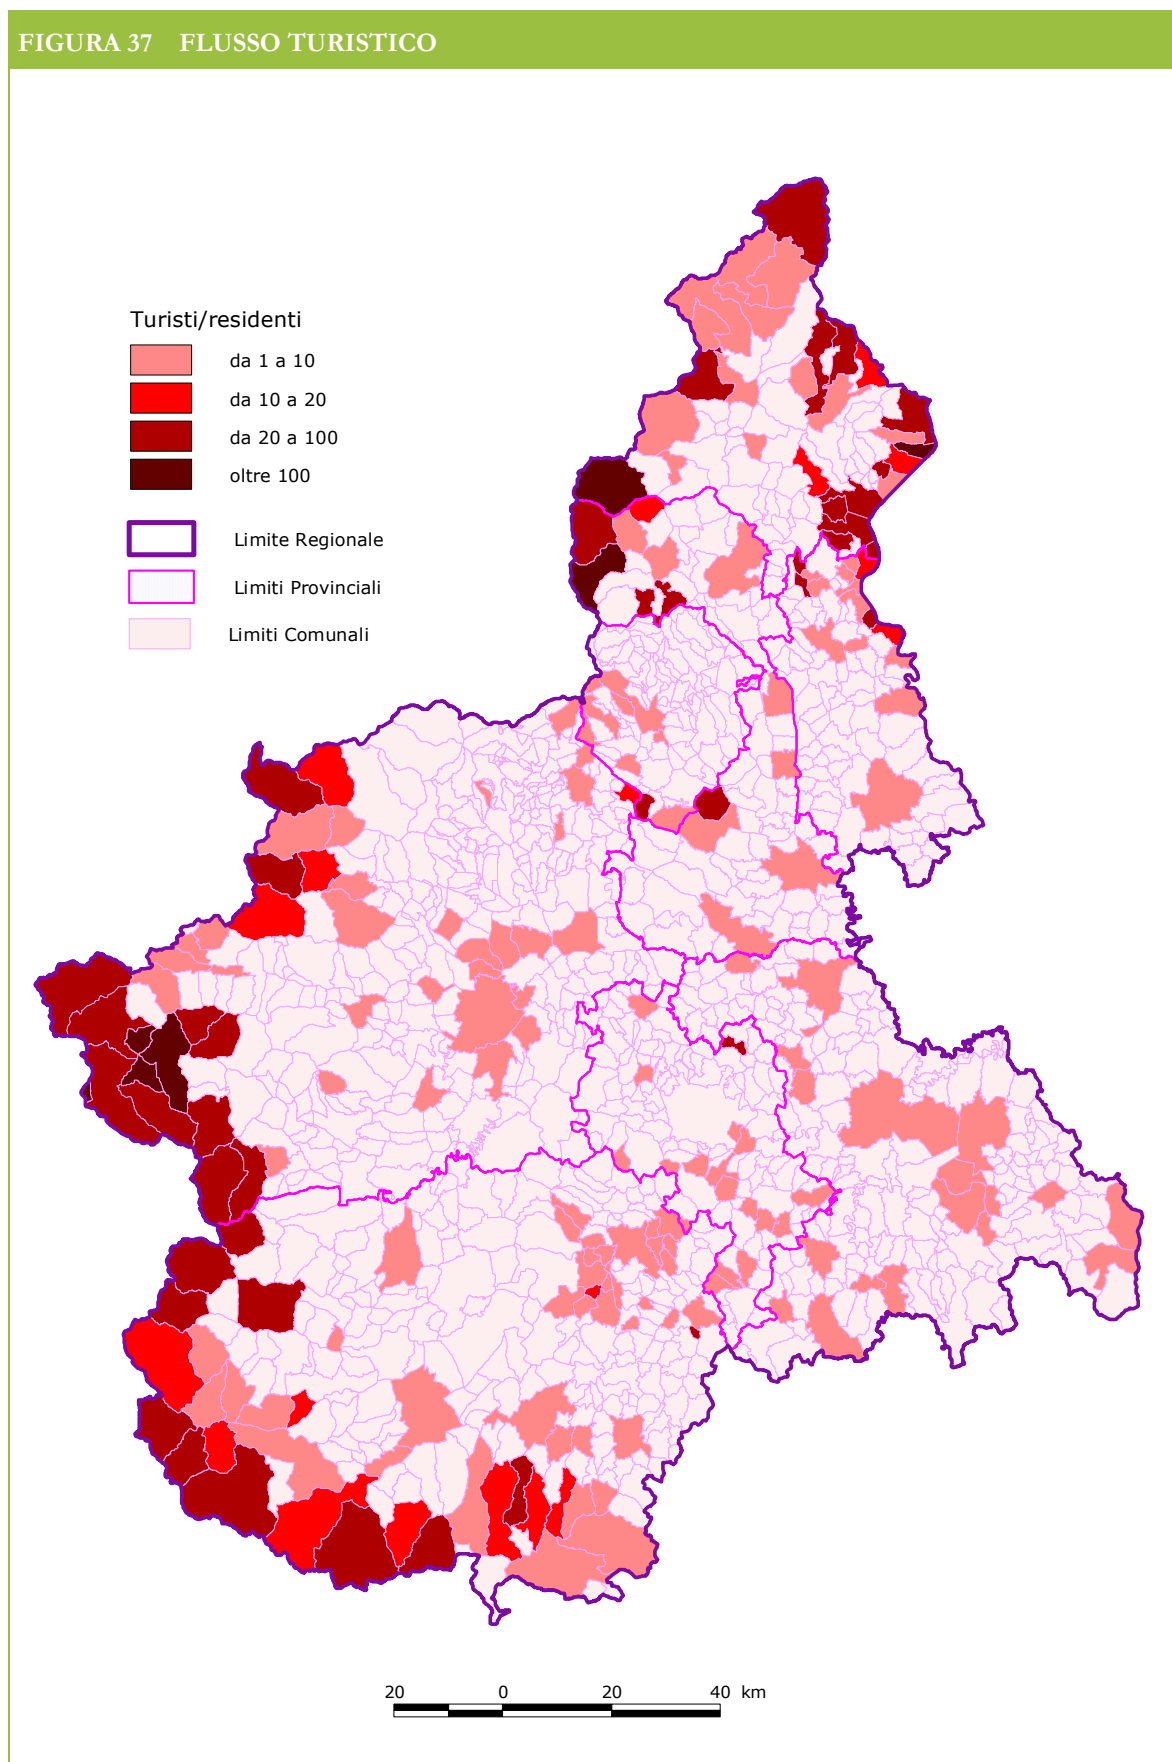 FIGURA 37 FLUSSO TURISTICO
Turisti/residenti
da 1 a 10
da 10 a 20
da 20 a 100
oltre 100
Limite Regionale
Limiti Provinciali
Limiti Comunali
20 0 20 40 km